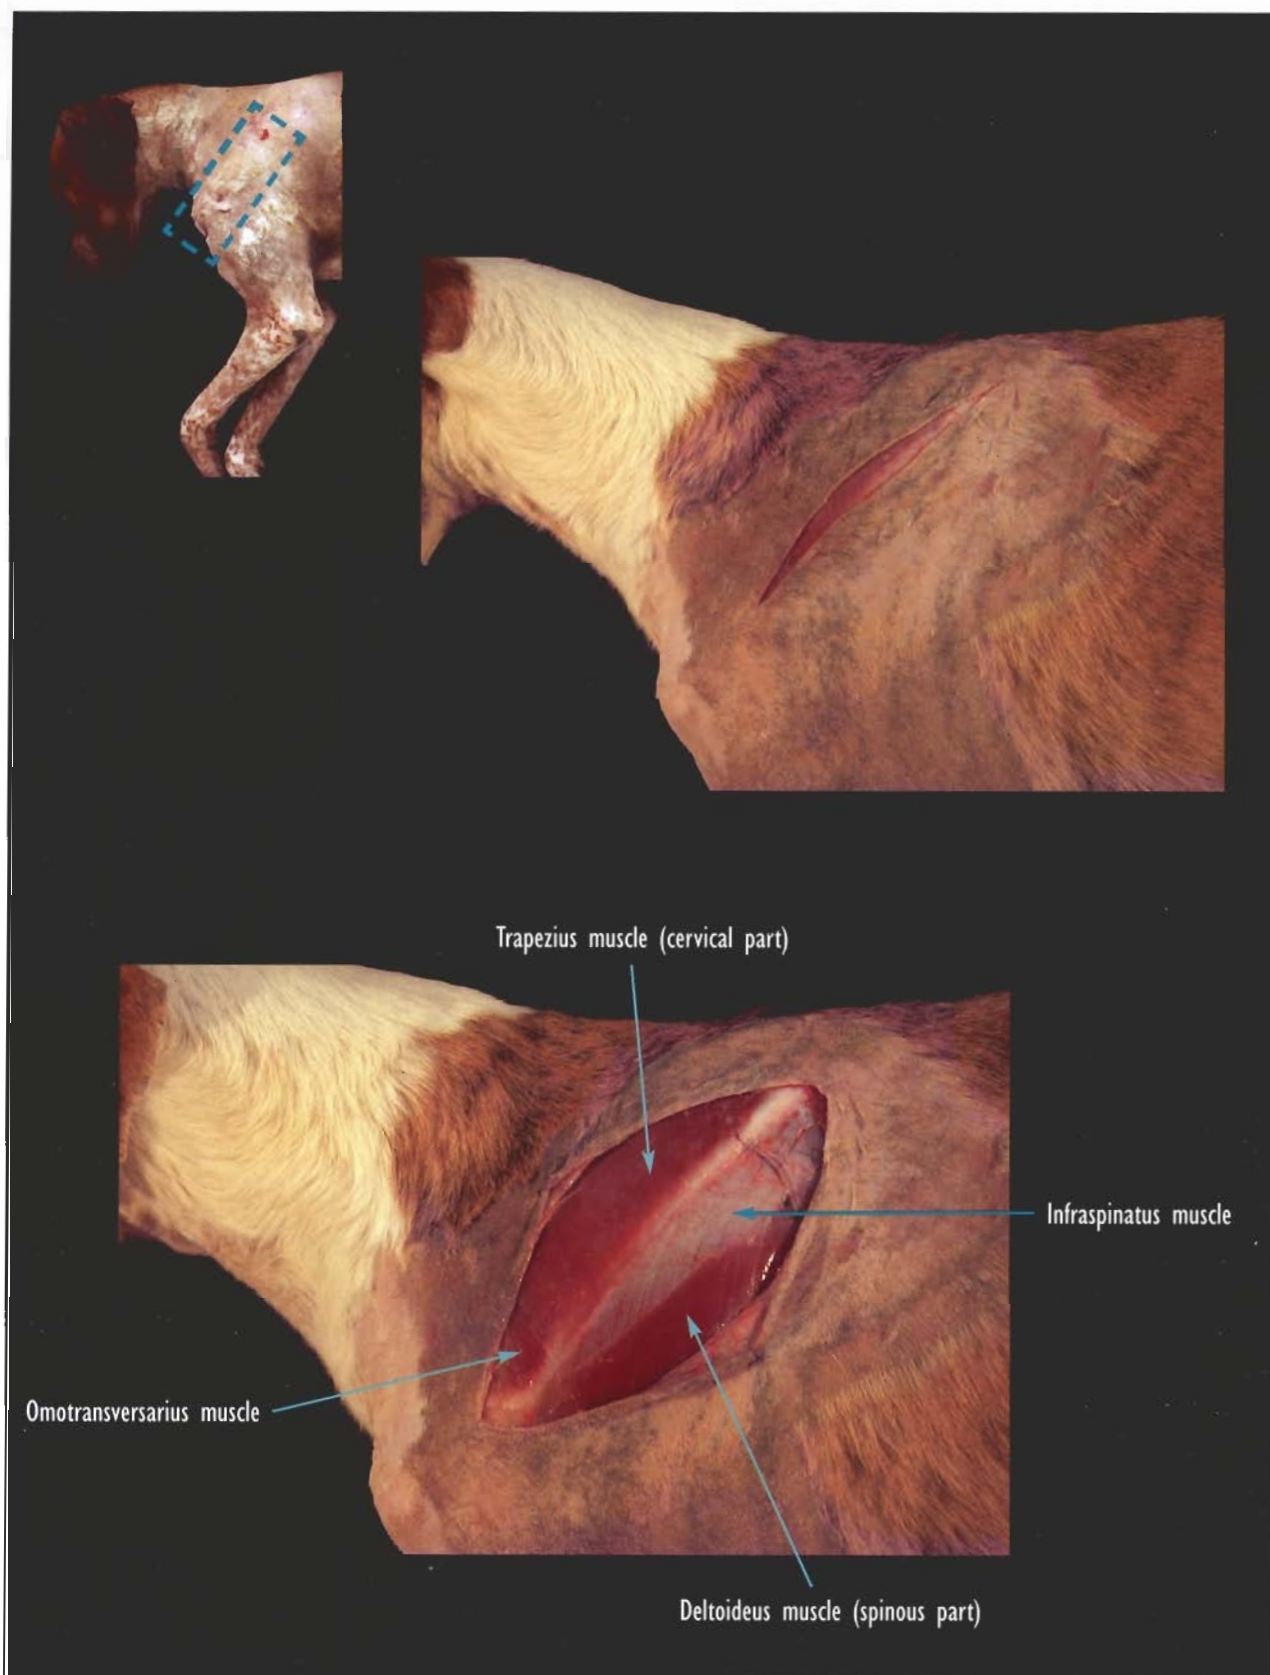 Trapezius muscle (cervical part)
Infraspinatus muscle
Omotransversarius muscle
Deltoideus muscle (spinous part)